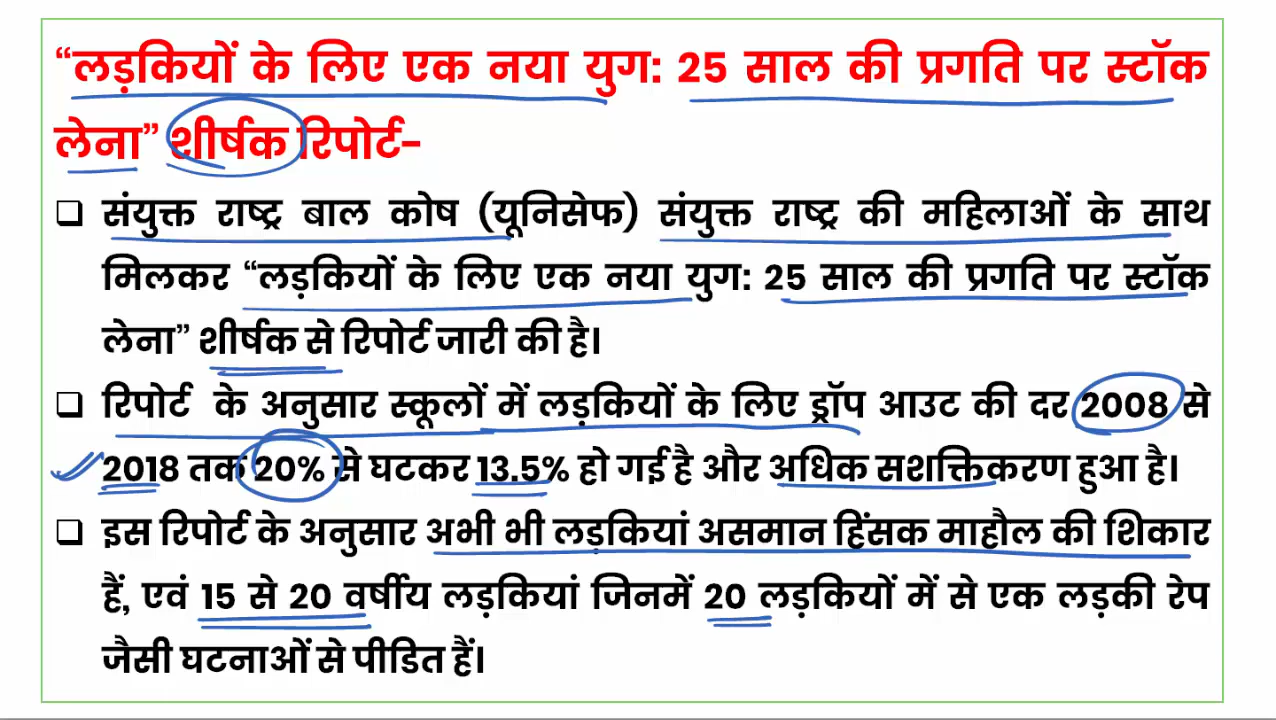 “लड़कियों के लिए एक नया युग: 25 साल की प्रगति पर स्टॉक
लेना” शीर्षक रिपोर्ट-
❑ संयुक्त राष्ट्र बाल कोष (यूनिसेफ) संयुक्त राष्ट्र की महिलाओं के साथ
मिलकर “लड़कियों के लिए एक नया युग: 25 साल की प्रगति पर स्टॉक
लेना” शीर्षक से रिपोर्ट जारी की है।
❑ रिपोर्ट के अनुसार स्कूलों में लड़कियों के लिए ड्रॉप आउट की दर 2008 से
2018 तक 20% से घटकर 13.5% हो गई है और अधिक सशक्तिकरण हुआ है।
❑ इस रिपोर्ट के अनुसार अभी भी लड़कियां असमान हिंसक माहौल की शिकार
हैं, एवं 15 से 20 वर्षीय लड़कियां जिनमें 20 लड़कियों में से एक लड़की रेप
जैसी घटनाओं से पीडित हैं।